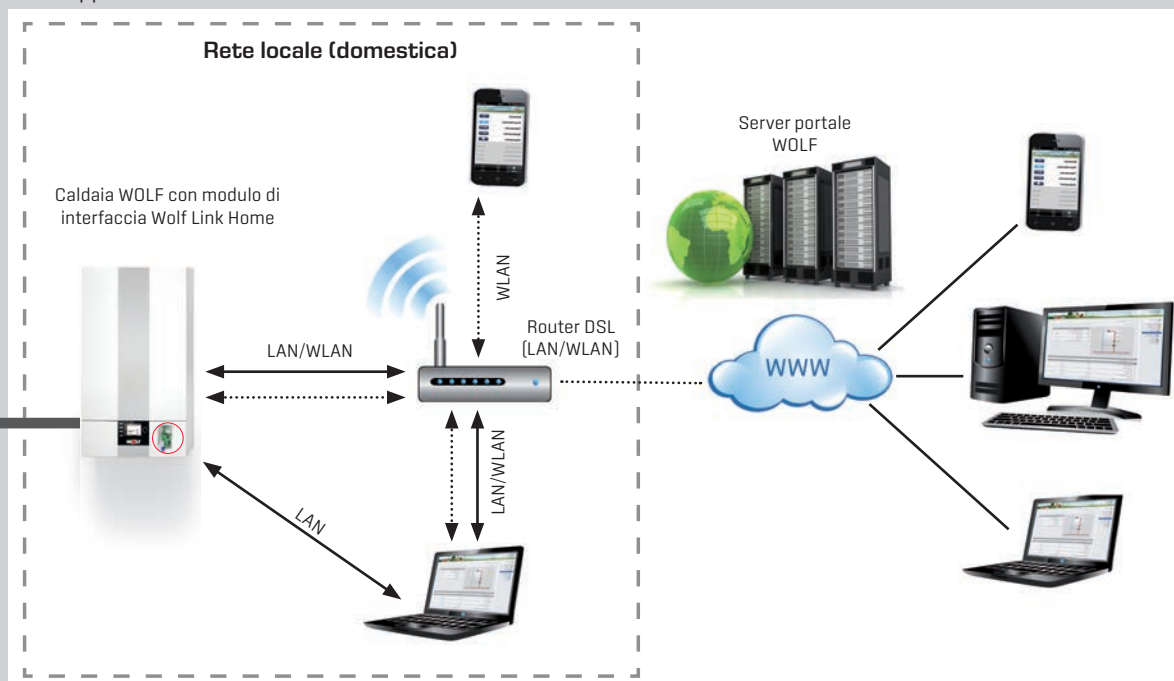 Rete locale (domestica)
Server portale
WOLF
Caldaia WOLF con modulo di
interfaccia Wolf Link Home
WLAN
Router DSL
(LAN/WLAN)
LAN/WLAN
WWW
LAN/WLAN
LAN